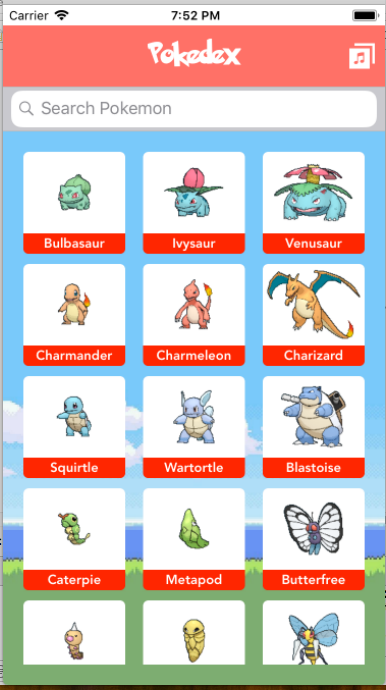 Carrier 7:52 PM
Pokedex
Search Pokemon
Bulbasaur Ivysaur Venusaur
Charmander Charmeleon Charizard
Squirtle Wartortle Blastoise
Caterpie Metapod Butterfree